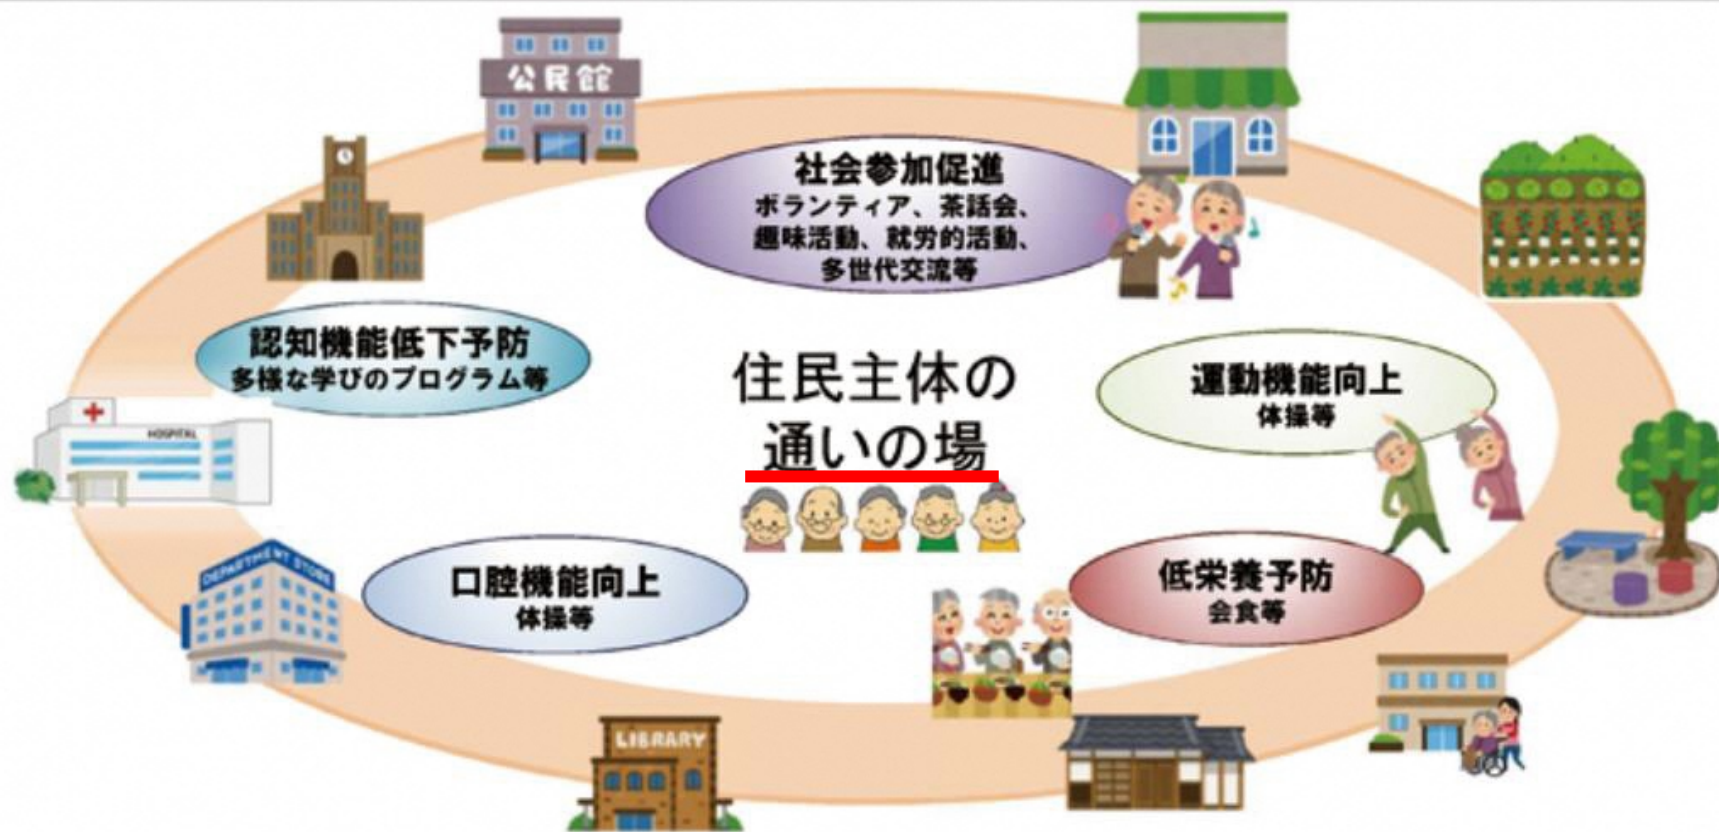 公民館
社会参加促進
ボランティア、茶話会、
趣味活動、就労的活動、
多世代交流等
認知機能低下予防
多様な学びのプログラム等
住民主体の
通いの場
運動機能向上
体操等
HOSPITAL
口腔機能向上
体操等
低栄養予防
会食等
DEPARTMENT STORE
LIBRARY